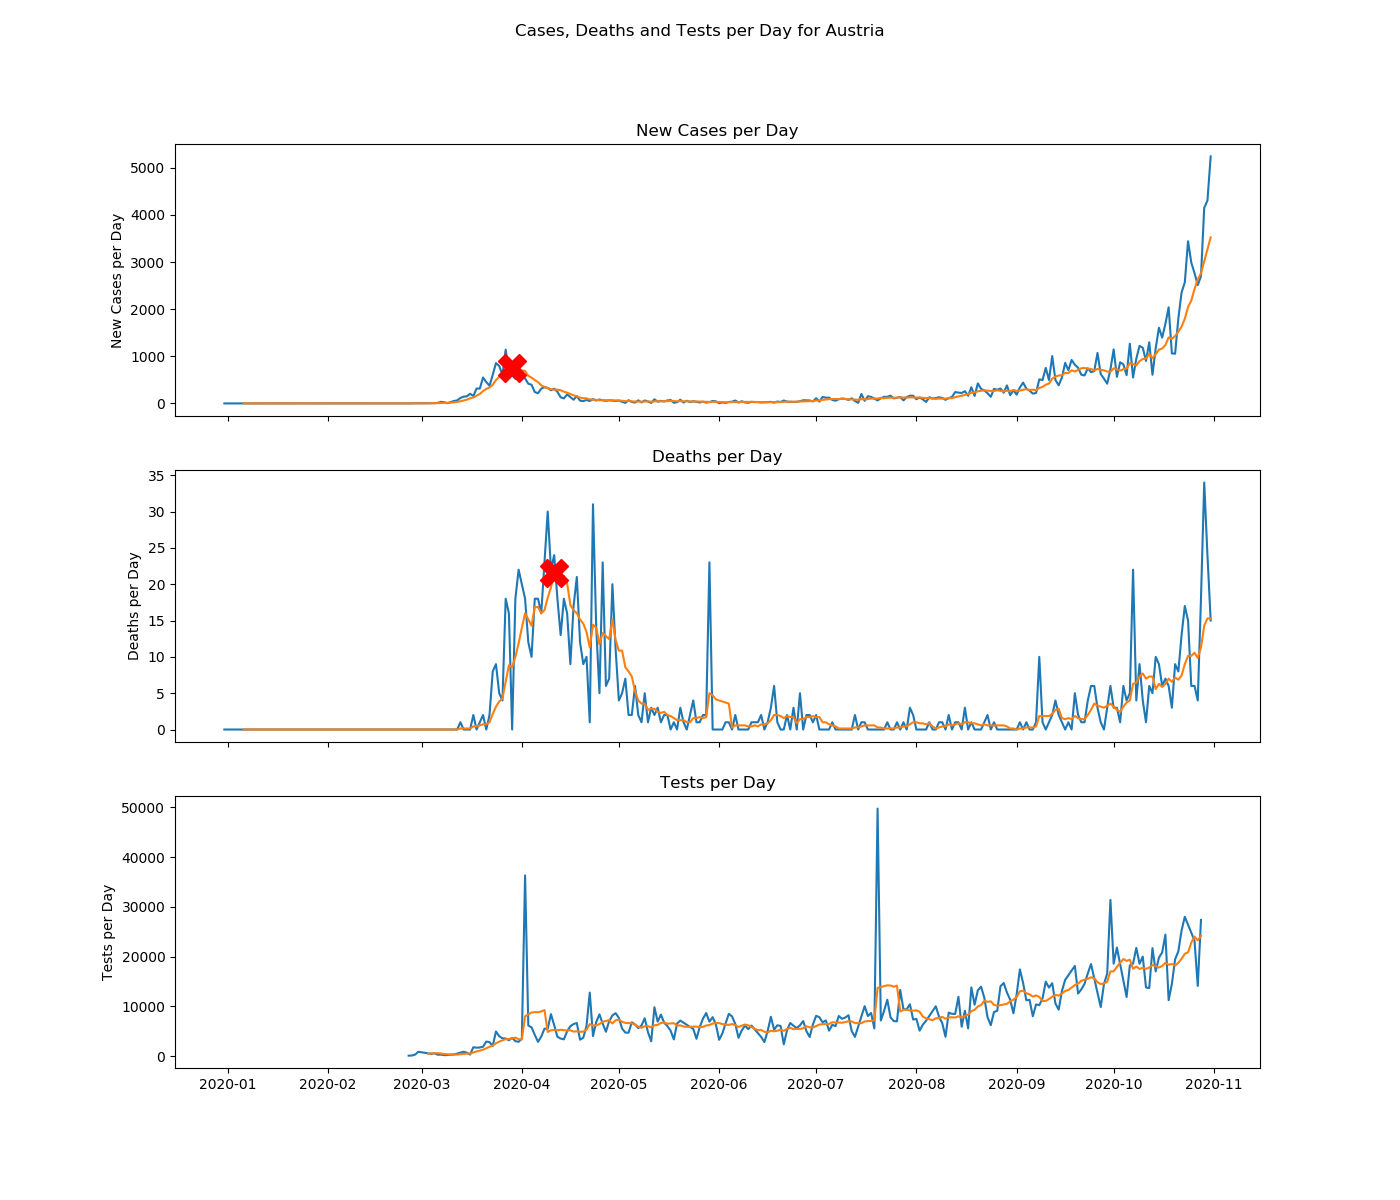 Cases, Deaths and Tests per Day for Austria
New Cases per Day
New Cases per Day
5000
4000
3000
2000
1000
0
Deaths per Day
Deaths per Day
35
30
25
20
15
10
5
0
Tests per Day
Tests per Day
50000
40000
30000
20000
10000
0
2020-01 2020-02 2020-03 2020-04 2020-05 2020-06 2020-07 2020-08 2020-09 2020-10 2020-11